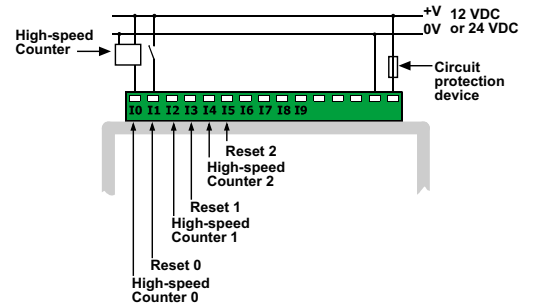 +V 12 VDC
0V or 24 VDC
High-speed
Counter
Circuit
protection
device
I0 I1 I2 I3 I4 I5 I6 I7 I8 I9
Reset 2
High-speed
Counter 2
Reset 1
High-speed
Counter 1
Reset 0
High-speed
Counter 0